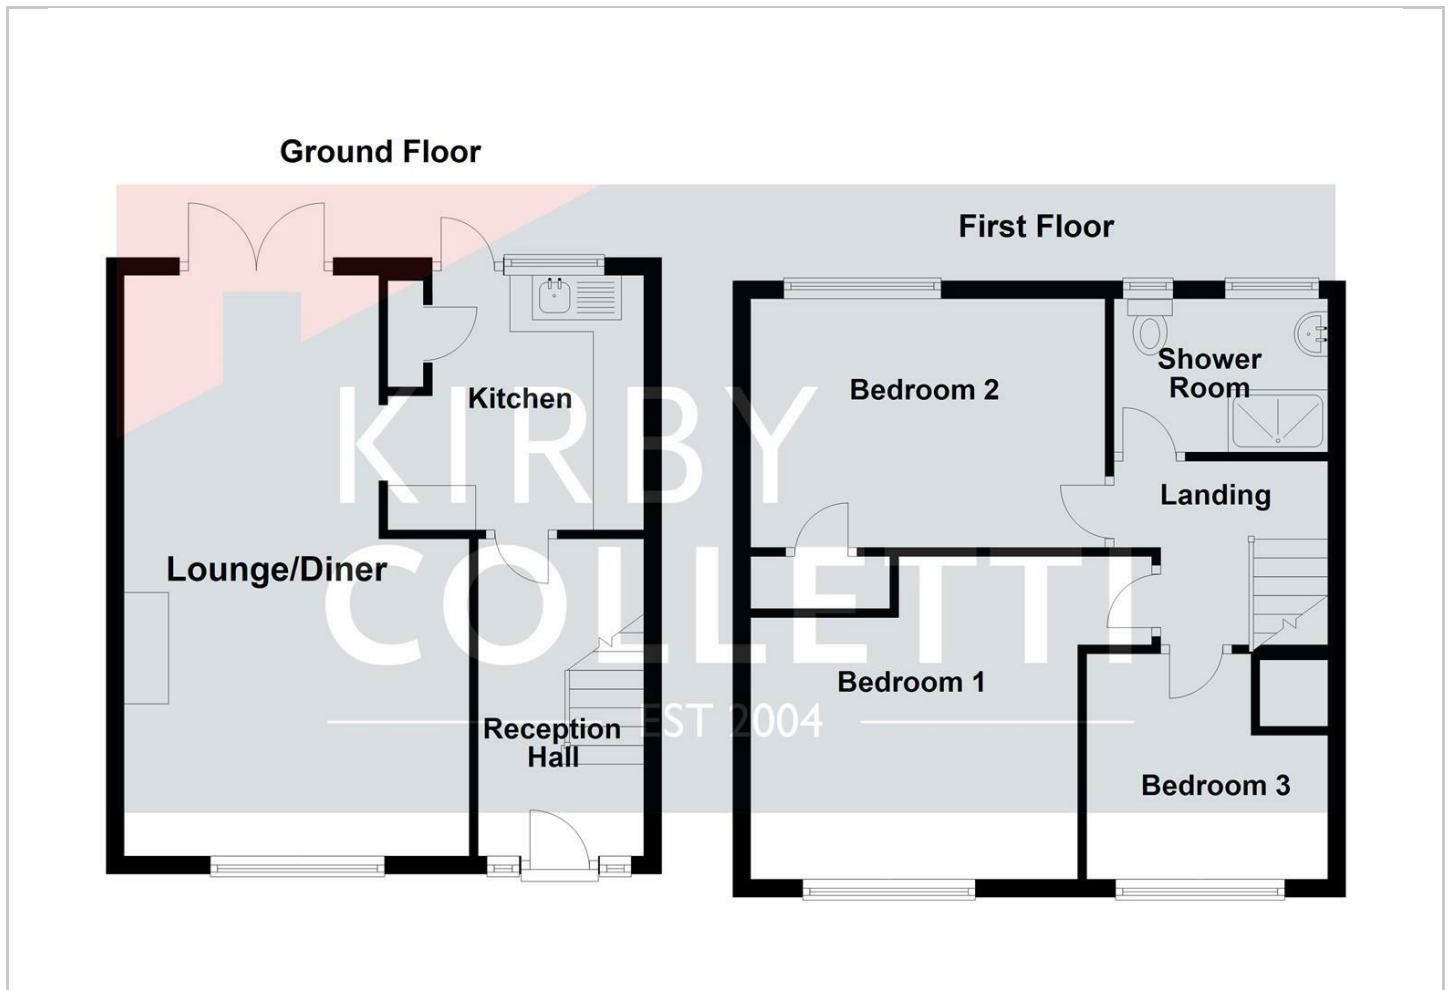 Ground Floor
First Floor
Kitchen
Lounge/Diner
Reception
Hall
Bedroom 2
Shower
Room
Landing
Bedroom 1
Bedroom 3
KIRBY
COLLETTI
EST 2004